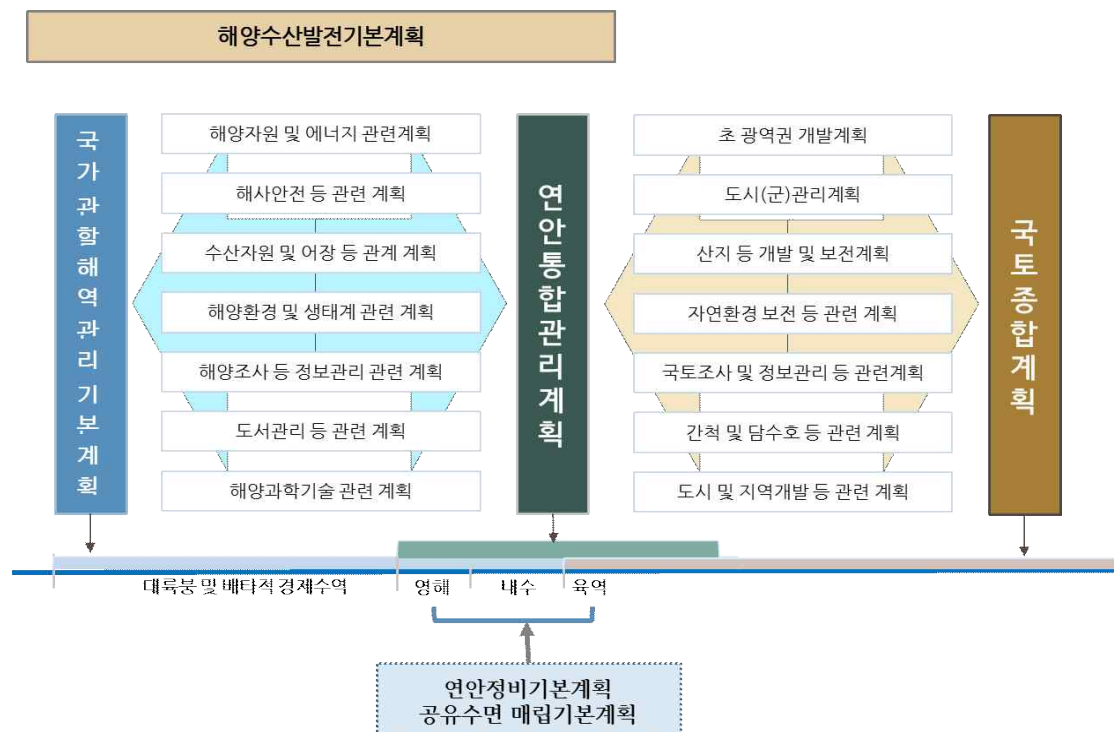 해양수산발전기본계획
국가관할해역관리기본계획
해양자원 및 에너지 관련계획
해사안전 등 관련 계획
수산자원 및 어장 등 관계 계획
해양환경 및 생태계 관련 계획
해양조사 등 정보관리 관련 계획
도서관리 등 관련 계획
해양과학기술 관련 계획
연안통합관리계획
초 광역권 개발계획
도시(군)관리계획
산지 등 개발 및 보전계획
자연환경 보전 등 관련 계획
국토조사 및 정보관리 등 관련계획
간척 및 담수호 등 관련 계획
도시 및 지역개발 등 관련 계획
국토종합계획
대륙붕 및 배타적 경제수역
영해
내수
육역
연안정비기본계획
공유수면 매립기본계획